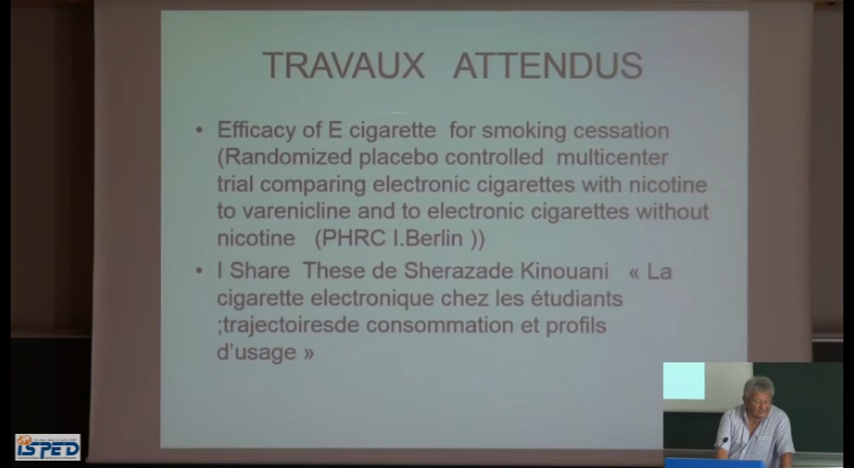 TRAVAUX ATTENDUS
• Efficacy of E cigarette for smoking cessation
(Randomized placebo controlled multicenter
trial comparing electronic cigarettes with nicotine
to varenicline and to electronic cigarettes without
nicotine (PHRC I.Berlin ))
• I Share These de Sherazade Kinouani « La
cigarette electronique chez les étudiants
;trajectoiresde consommation et profils
d'usage »
ISPED